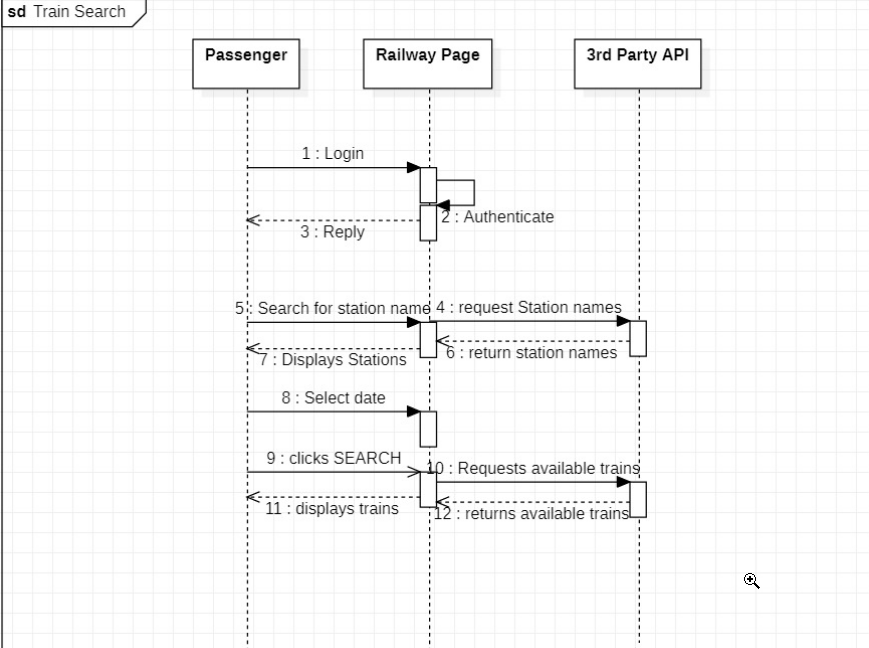 sd Train Search
Passenger
Railway Page
3rd Party API
1 : Login
2 : Authenticate
3 : Reply
5 : Search for station name
4 : request Station names
6 : return station names
7 : Displays Stations
8 : Select date
9 : clicks SEARCH
10 : Requests available trains
11 : displays trains
12 : returns available trains